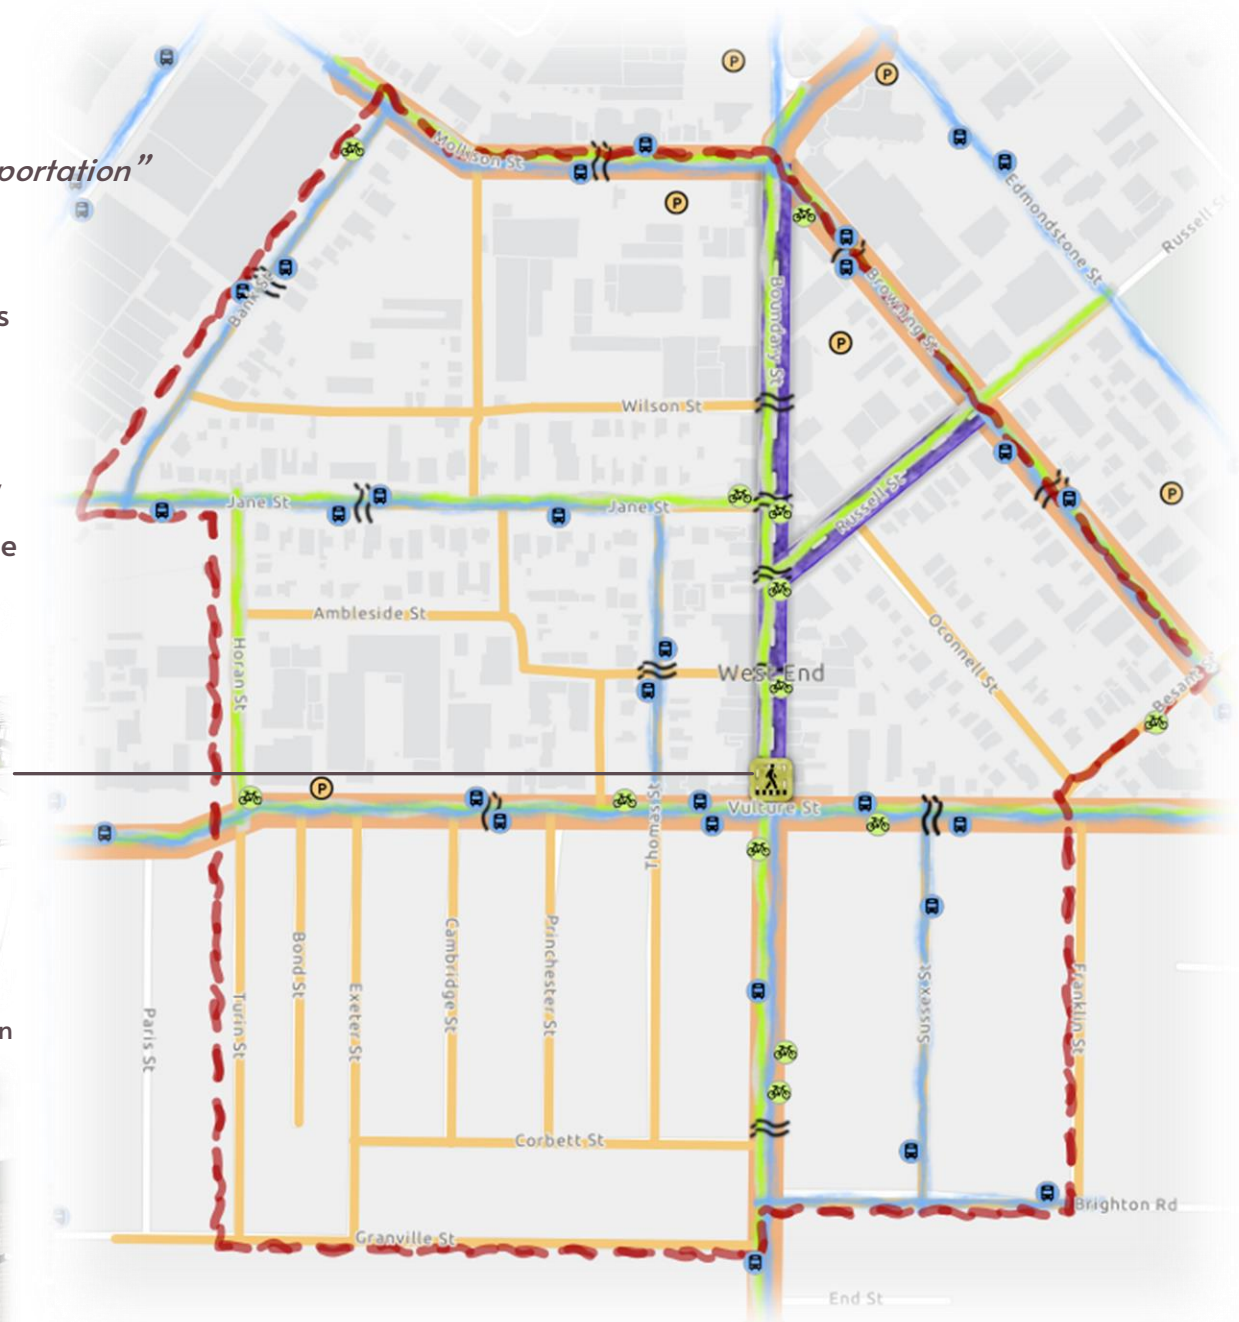 portation”
Mollison St
Edmondstone St
Russell St
s
Bank St
Boundary St
Browning St
Wilson St
Jane St
Jane St
Russell St
e
Ambleside St
Oconnell St
Horan St
West End
Besant St
Vulture St
Thomas St
Bond St
Cambridge St
Princhester St
Exeter St
Turin St
Paris St
Sussex St
Franklin St
n
Corbett St
Brighton Rd
Granville St
End St
P
P
P
P
P
P